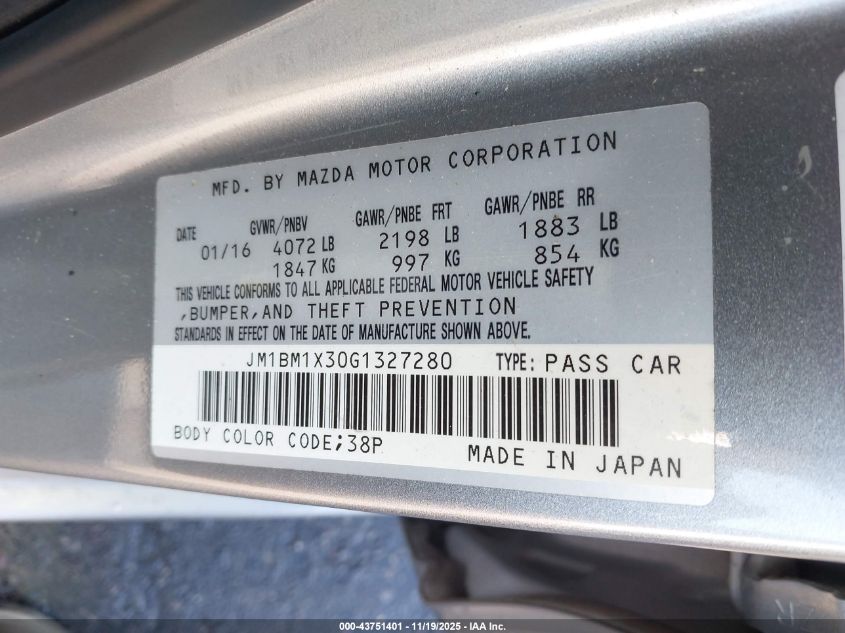 MFD. BY MAZDA MOTOR CORPORATION
DATE GVWR/PNBV GAWR/PNBE FRT GAWR/PNBE RR
01/16 4072 LB 2198 LB 1883 LB
1847 KG 997 KG 854 KG
THIS VEHICLE CONFORMS TO ALL APPLICABLE FEDERAL MOTOR VEHICLE SAFETY
,BUMPER,AND THEFT PREVENTION
STANDARDS IN EFFECT ON THE DATE OF MANUFACTURE SHOWN ABOVE.
JM1BM1X30G1327280 TYPE: PASS CAR
BODY COLOR CODE;38P MADE IN JAPAN
000-43751401 - 11/19/2025 - IAA Inc.